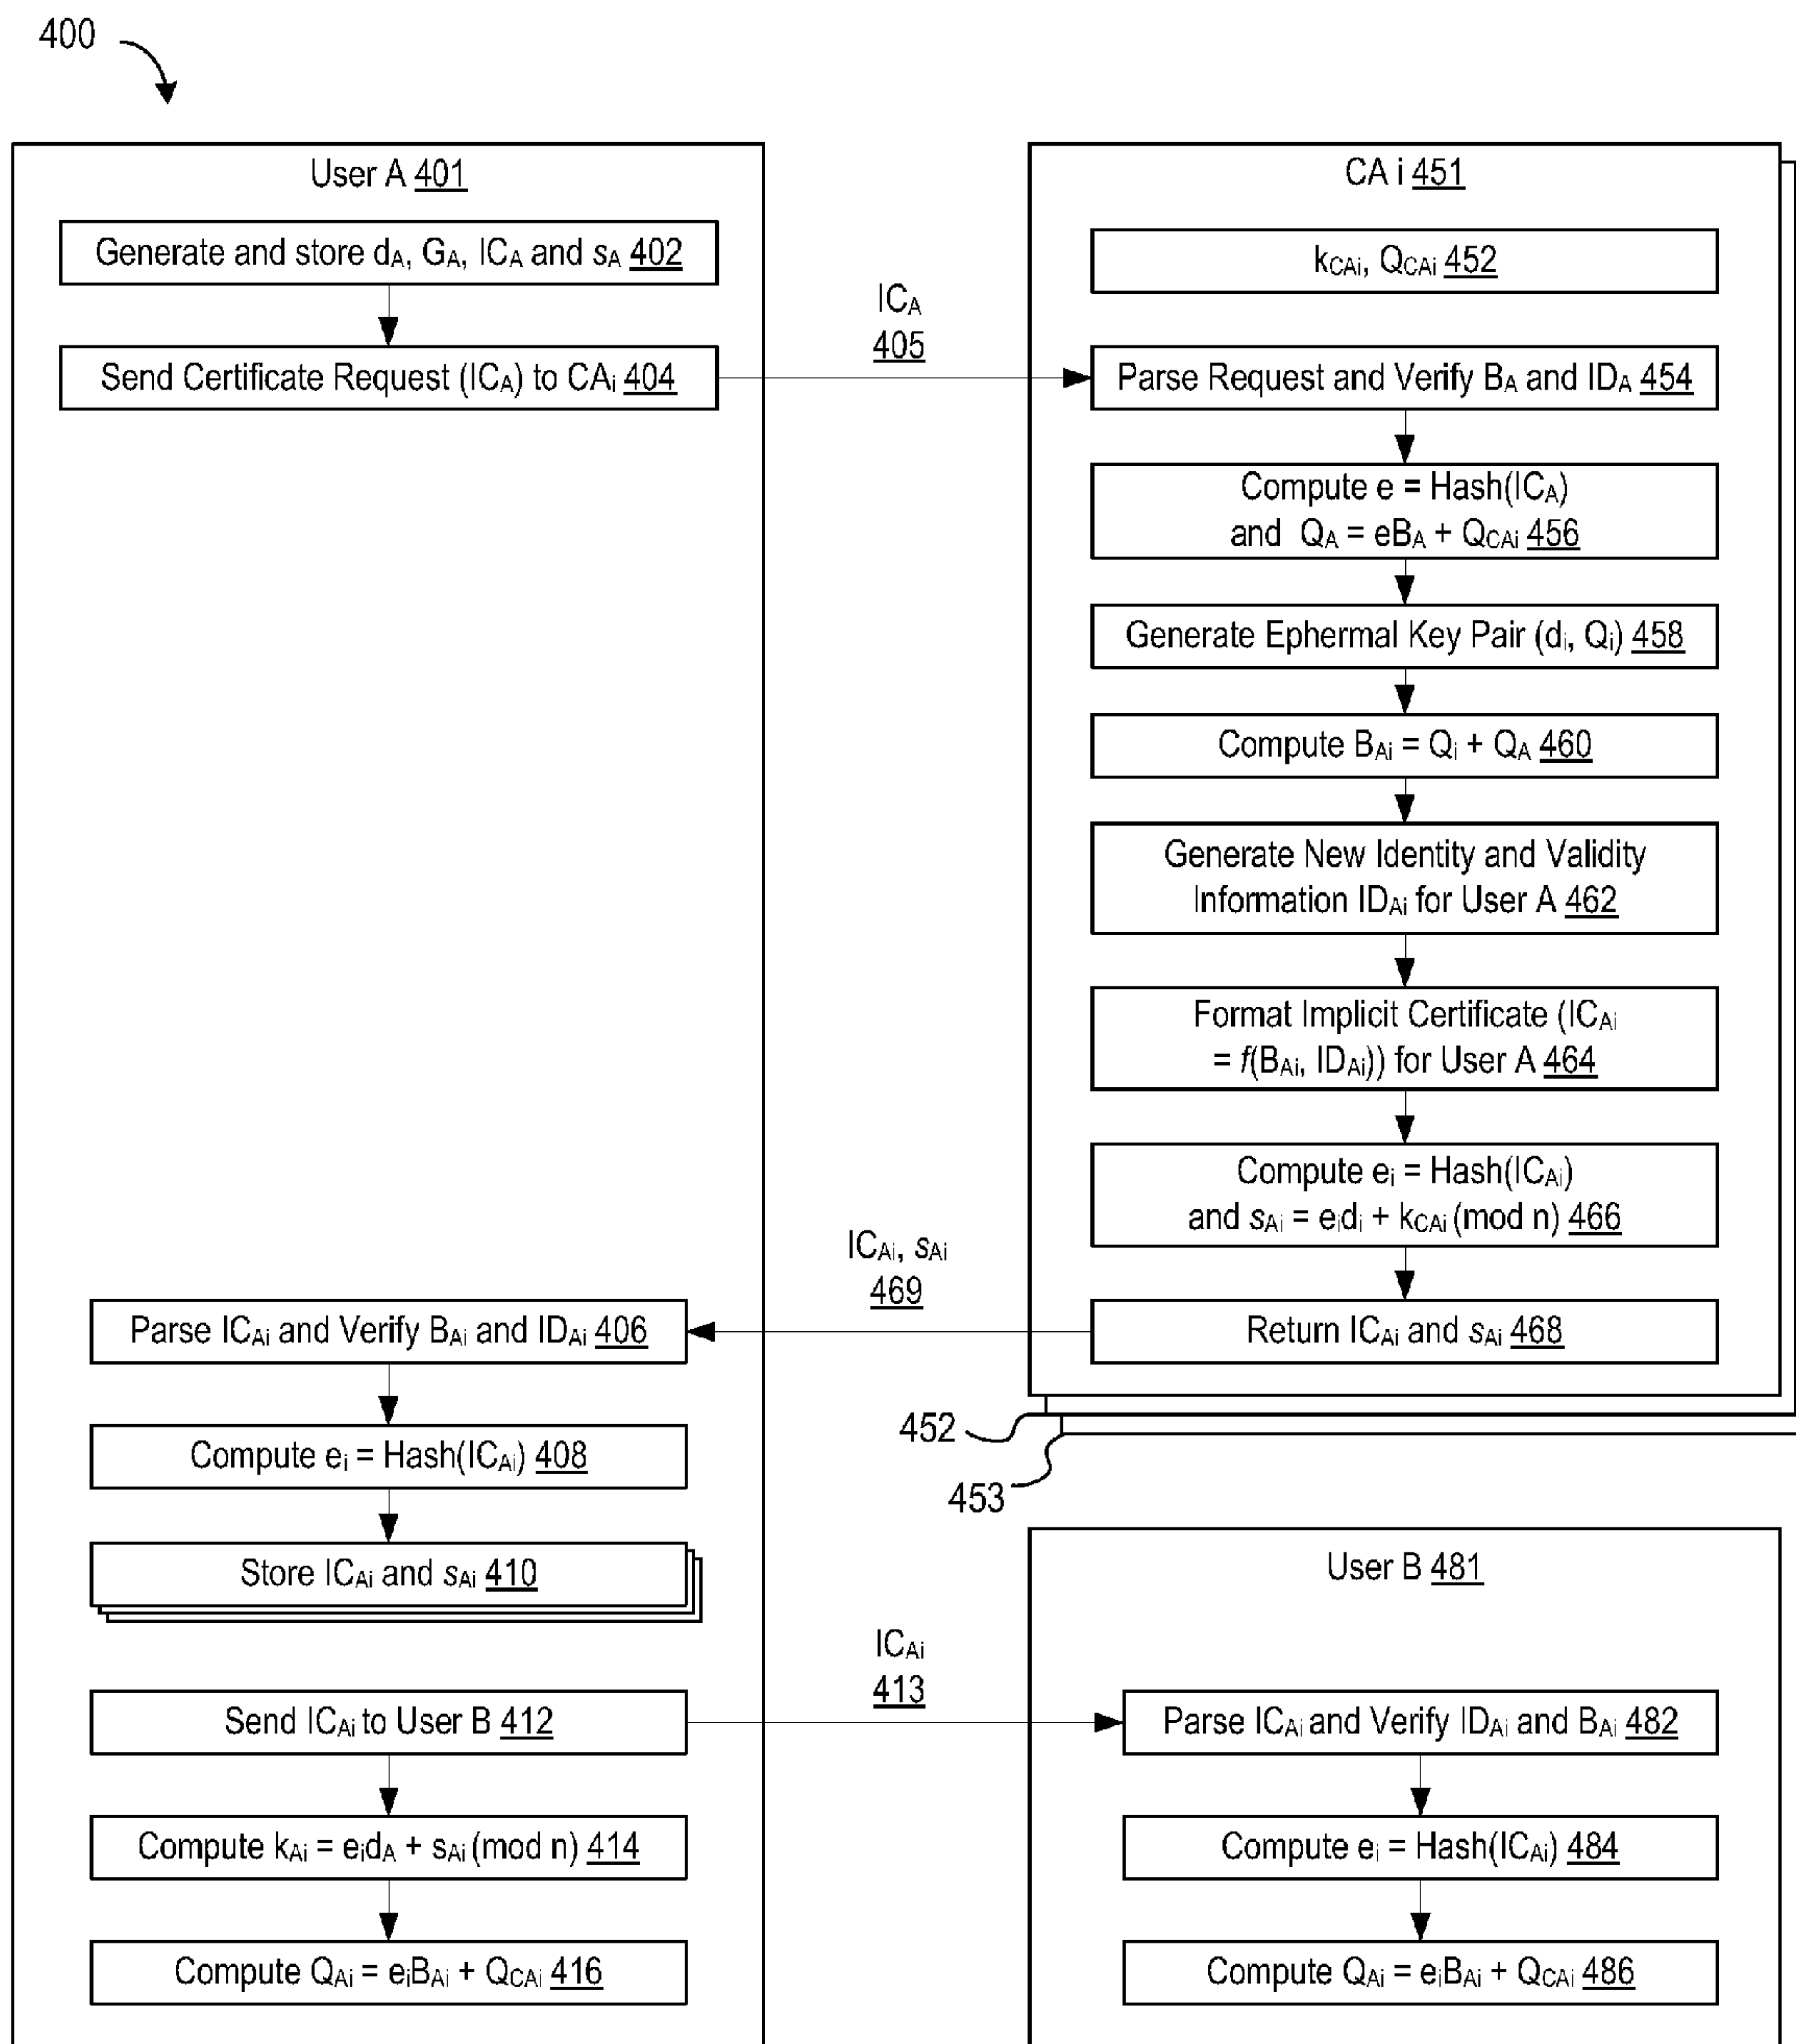 400
User A 401
Generate and store dA, GA, ICA and sA 402
Send Certificate Request (ICA) to CAi 404
ICA
405
CA i 451
kCAi, QCAi 452
Parse Request and Verify BA and IDA 454
Compute e = Hash(ICA)
and QA = eBA + QCAi 456
Generate Ephermal Key Pair (di, Qi) 458
Compute BAi = Qi + QA 460
Generate New Identity and Validity
Information IDAi for User A 462
Format Implicit Certificate (ICAi
= f(BAi, IDAi)) for User A 464
Compute ei = Hash(ICAi)
and sAi = eidi + kCAi (mod n) 466
Return ICAi and sAi 468
ICAi, sAi
469
452
453
Parse ICAi and Verify BAi and IDAi 406
Compute ei = Hash(ICAi) 408
Store ICAi and sAi 410
Send ICAi to User B 412
Compute kAi = eidA + sAi (mod n) 414
Compute QAi = eiBAi + QCAi 416
ICAi
413
User B 481
Parse ICAi and Verify IDAi and BAi 482
Compute ei = Hash(ICAi) 484
Compute QAi = eiBAi + QCAi 486